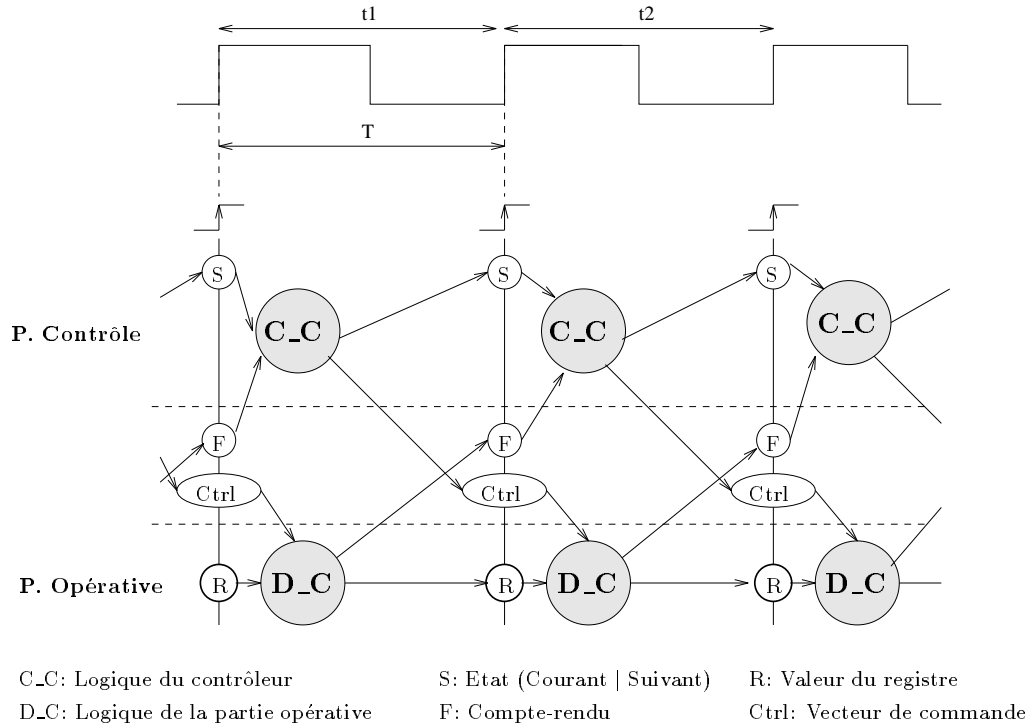 t1 t2
T
S S S
P. Contrôle C_C C_C C_C
F F F
Ctrl Ctrl Ctrl
P. Opérative R D_C R D_C R D_C
C_C: Logique du contrôleur S: Etat (Courant | Suivant) R: Valeur du registre
D_C: Logique de la partie opérative F: Compte-rendu Ctrl: Vecteur de commande